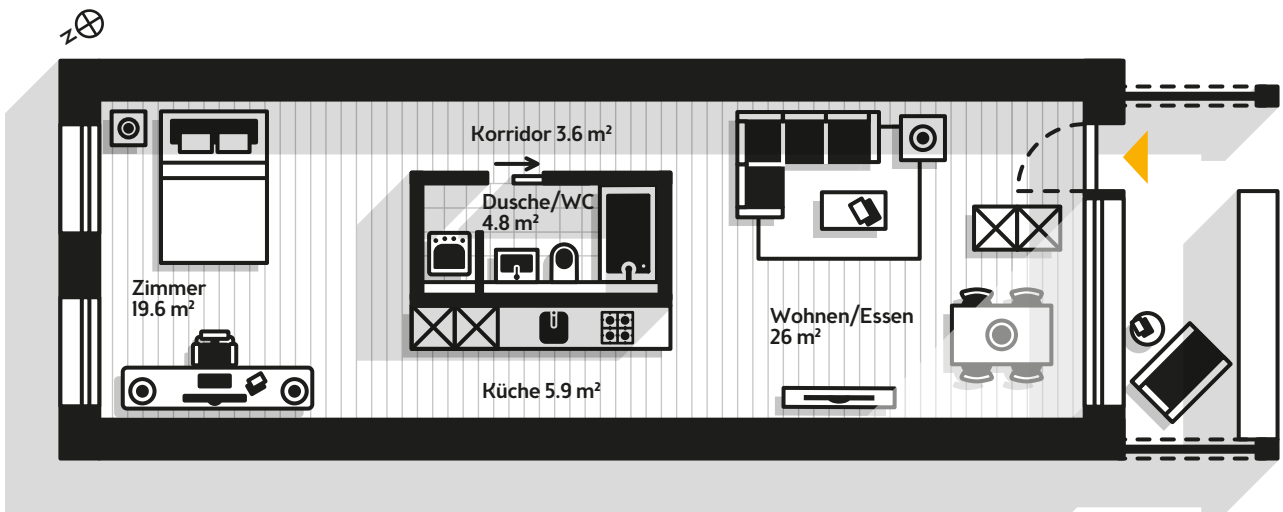 N
Korridor 3.6 m²
Dusche/WC
4.8 m²
Zimmer
19.6 m²
Wohnen/Essen
26 m²
Küche 5.9 m²